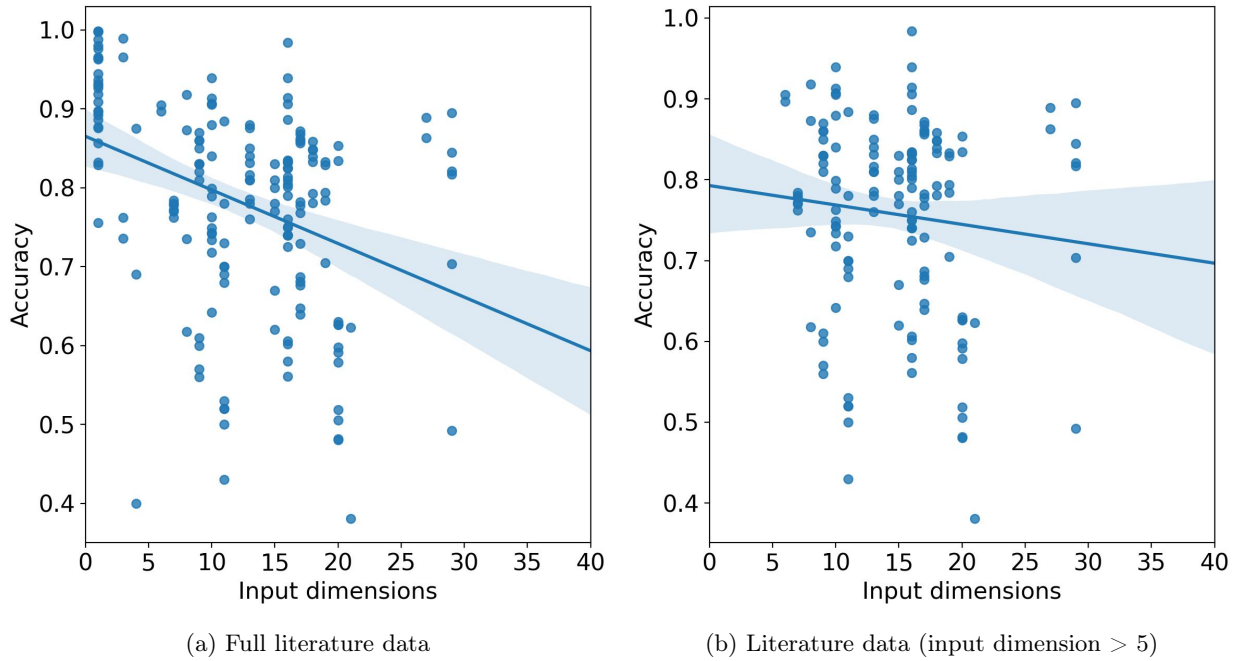 1.0
0.9
0.8
0.7
0.6
0.5
0.4
Accuracy
0 5 10 15 20 25 30 35 40
Input dimensions
(a) Full literature data
1.0
0.9
0.8
0.7
0.6
0.5
0.4
Accuracy
0 5 10 15 20 25 30 35 40
Input dimensions
(b) Literature data (input dimension > 5)